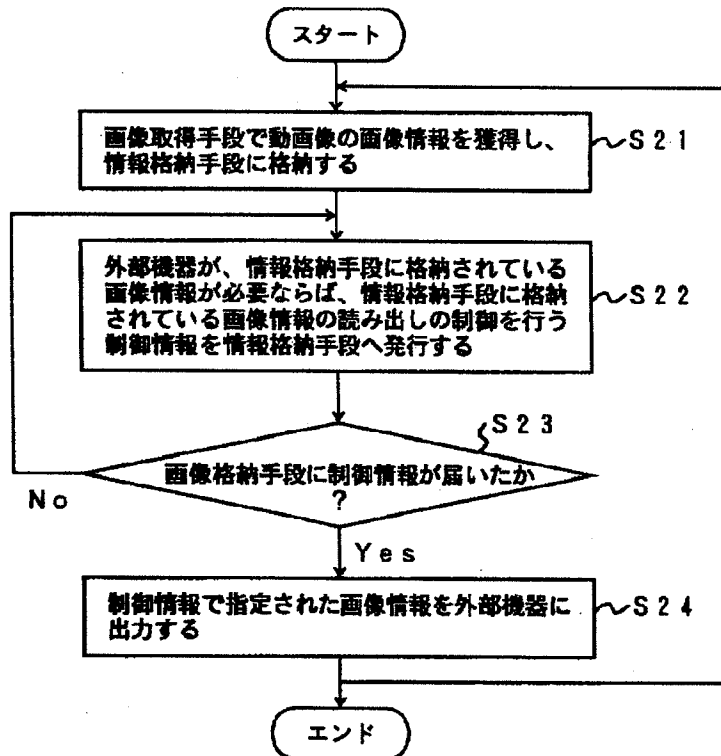 スタート
画像取得手段で動画像の画像情報を獲得し、
情報格納手段に格納する
S21
外部機器が、情報格納手段に格納されている
画像情報が必要ならば、情報格納手段に格納
されている画像情報の読み出しの制御を行う
制御情報を情報格納手段へ発行する
S22
S23
画像格納手段に制御情報が届いたか
?
No
Yes
制御情報で指定された画像情報を外部機器に
出力する
S24
エンド